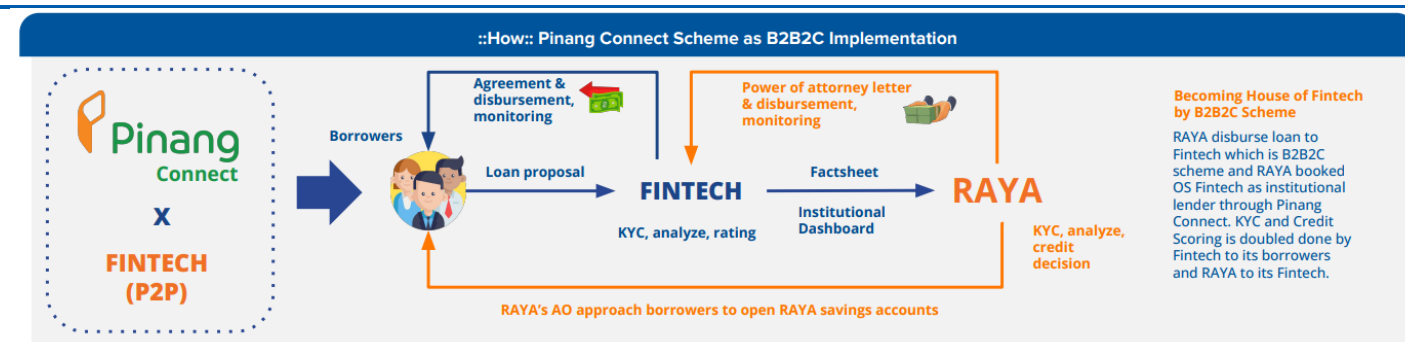 ::How:: Pinang Connect Scheme as B2B2C Implementation
Pinang
Connect
X
FINTECH
(P2P)
Borrowers
Agreement &
disbursement,
monitoring
Loan proposal
FINTECH
KYC, analyze, rating
Power of attorney letter
& disbursement,
monitoring
Factsheet
Institutional
Dashboard
RAYA
KYC, analyze,
credit
decision
RAYA's AO approach borrowers to open RAYA savings accounts
Becoming House of Fintech
by B2B2C Scheme
RAYA disburse loan to
Fintech which is B2B2C
scheme and RAYA booked
OS Fintech as institutional
lender through Pinang
Connect. KYC and Credit
Scoring is doubled done by
Fintech to its borrowers
and RAYA to its Fintech.